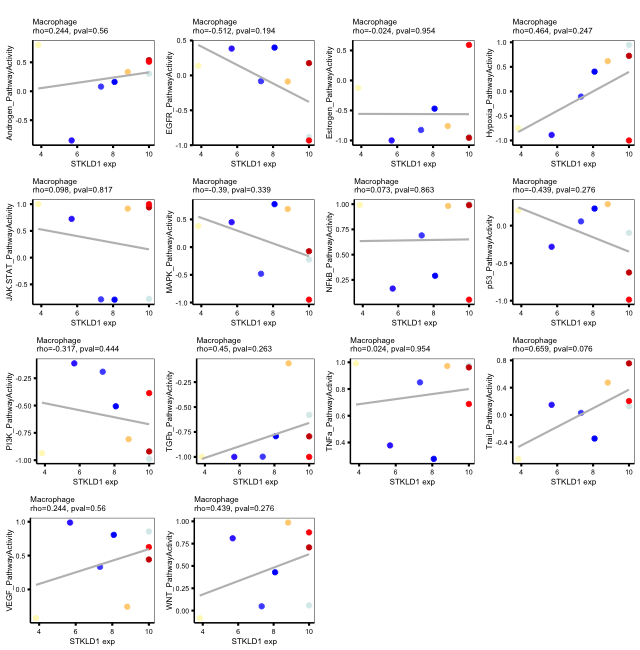 Macrophage
rho=0.244, pval=0.56
Androgen_PathwayActivity
0.5
0.0
-0.5
4
6
8
10
STKLD1 exp
Macrophage
rho=-0.512, pval=0.194
EGFR_PathwayActivity
0.5
0.0
-0.5
-1.0
4
6
8
10
STKLD1 exp
Macrophage
rho=-0.024, pval=0.954
Estrogen_PathwayActivity
0.5
0.0
-0.5
-1.0
4
6
8
10
STKLD1 exp
Macrophage
rho=0.464, pval=0.247
Hypoxia_PathwayActivity
1.0
0.5
0.0
-0.5
-1.0
4
6
8
10
STKLD1 exp
Macrophage
rho=0.098, pval=0.817
JAK.STAT_PathwayActivity
1.0
0.5
0.0
-0.5
4
6
8
10
STKLD1 exp
Macrophage
rho=-0.39, pval=0.339
MAPK_PathwayActivity
0.5
0.0
-0.5
-1.0
4
6
8
10
STKLD1 exp
Macrophage
rho=0.073, pval=0.863
NFkB_PathwayActivity
1.00
0.75
0.50
0.25
4
6
8
10
STKLD1 exp
Macrophage
rho=-0.439, pval=0.276
p53_PathwayActivity
0.0
-0.5
-1.0
4
6
8
10
STKLD1 exp
Macrophage
rho=-0.317, pval=0.444
PI3K_PathwayActivity
-0.25
-0.50
-0.75
-1.00
4
6
8
10
STKLD1 exp
Macrophage
rho=0.45, pval=0.263
TGFb_PathwayActivity
-0.25
-0.50
-0.75
-1.00
4
6
8
10
STKLD1 exp
Macrophage
rho=0.024, pval=0.954
TNFa_PathwayActivity
1.0
0.8
0.6
0.4
4
6
8
10
STKLD1 exp
Macrophage
rho=0.659, pval=0.076
Trail_PathwayActivity
0.8
0.4
0.0
-0.4
4
6
8
10
STKLD1 exp
Macrophage
rho=0.244, pval=0.56
VEGF_PathwayActivity
1.0
0.5
0.0
4
6
8
10
STKLD1 exp
Macrophage
rho=0.439, pval=0.276
WNT_PathwayActivity
1.00
0.75
0.50
0.25
0.00
4
6
8
10
STKLD1 exp